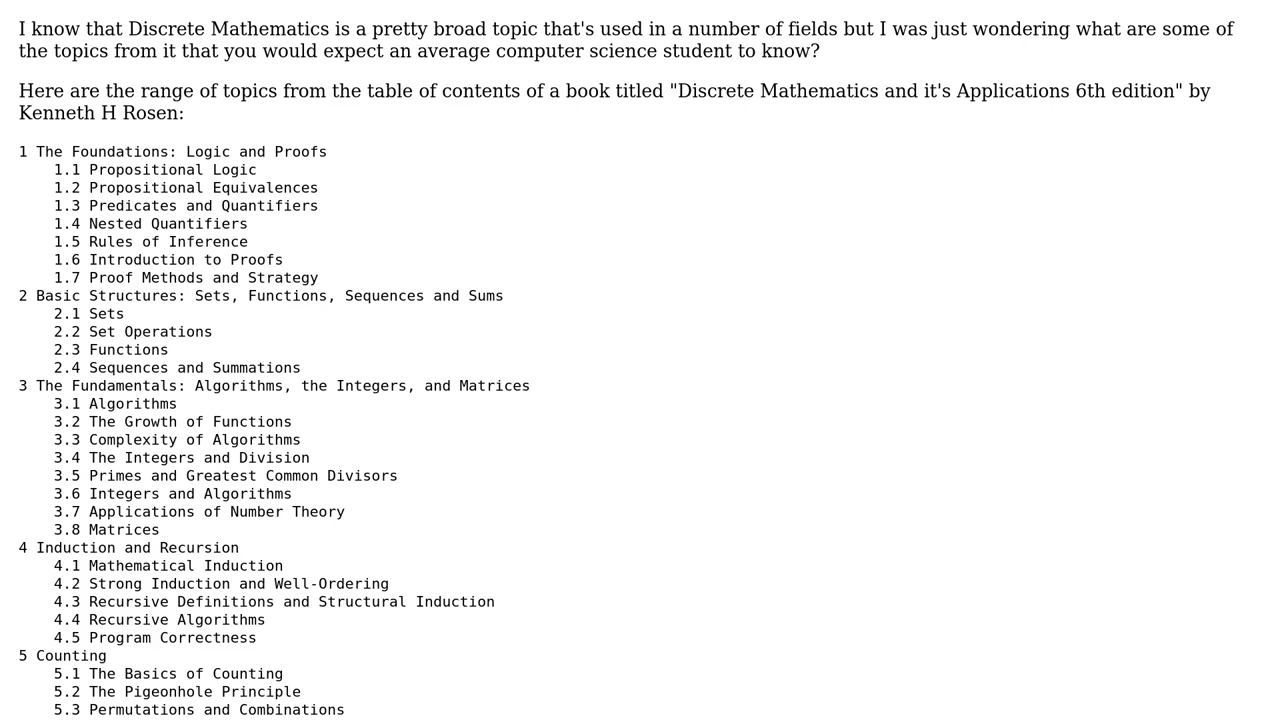 I know that Discrete Mathematics is a pretty broad topic that's used in a number of fields but I was just wondering what are some of
the topics from it that you would expect an average computer science student to know?
Here are the range of topics from the table of contents of a book titled "Discrete Mathematics and it's Applications 6th edition" by
Kenneth H Rosen:
1 The Foundations: Logic and Proofs
1.1 Propositional Logic
1.2 Propositional Equivalences
1.3 Predicates and Quantifiers
1.4 Nested Quantifiers
1.5 Rules of Inference
1.6 Introduction to Proofs
1.7 Proof Methods and Strategy
2 Basic Structures: Sets, Functions, Sequences and Sums
2.1 Sets
2.2 Set Operations
2.3 Functions
2.4 Sequences and Summations
3 The Fundamentals: Algorithms, the Integers, and Matrices
3.1 Algorithms
3.2 The Growth of Functions
3.3 Complexity of Algorithms
3.4 The Integers and Division
3.5 Primes and Greatest Common Divisors
3.6 Integers and Algorithms
3.7 Applications of Number Theory
3.8 Matrices
4 Induction and Recursion
4.1 Mathematical Induction
4.2 Strong Induction and Well-Ordering
4.3 Recursive Definitions and Structural Induction
4.4 Recursive Algorithms
4.5 Program Correctness
5 Counting
5.1 The Basics of Counting
5.2 The Pigeonhole Principle
5.3 Permutations and Combinations